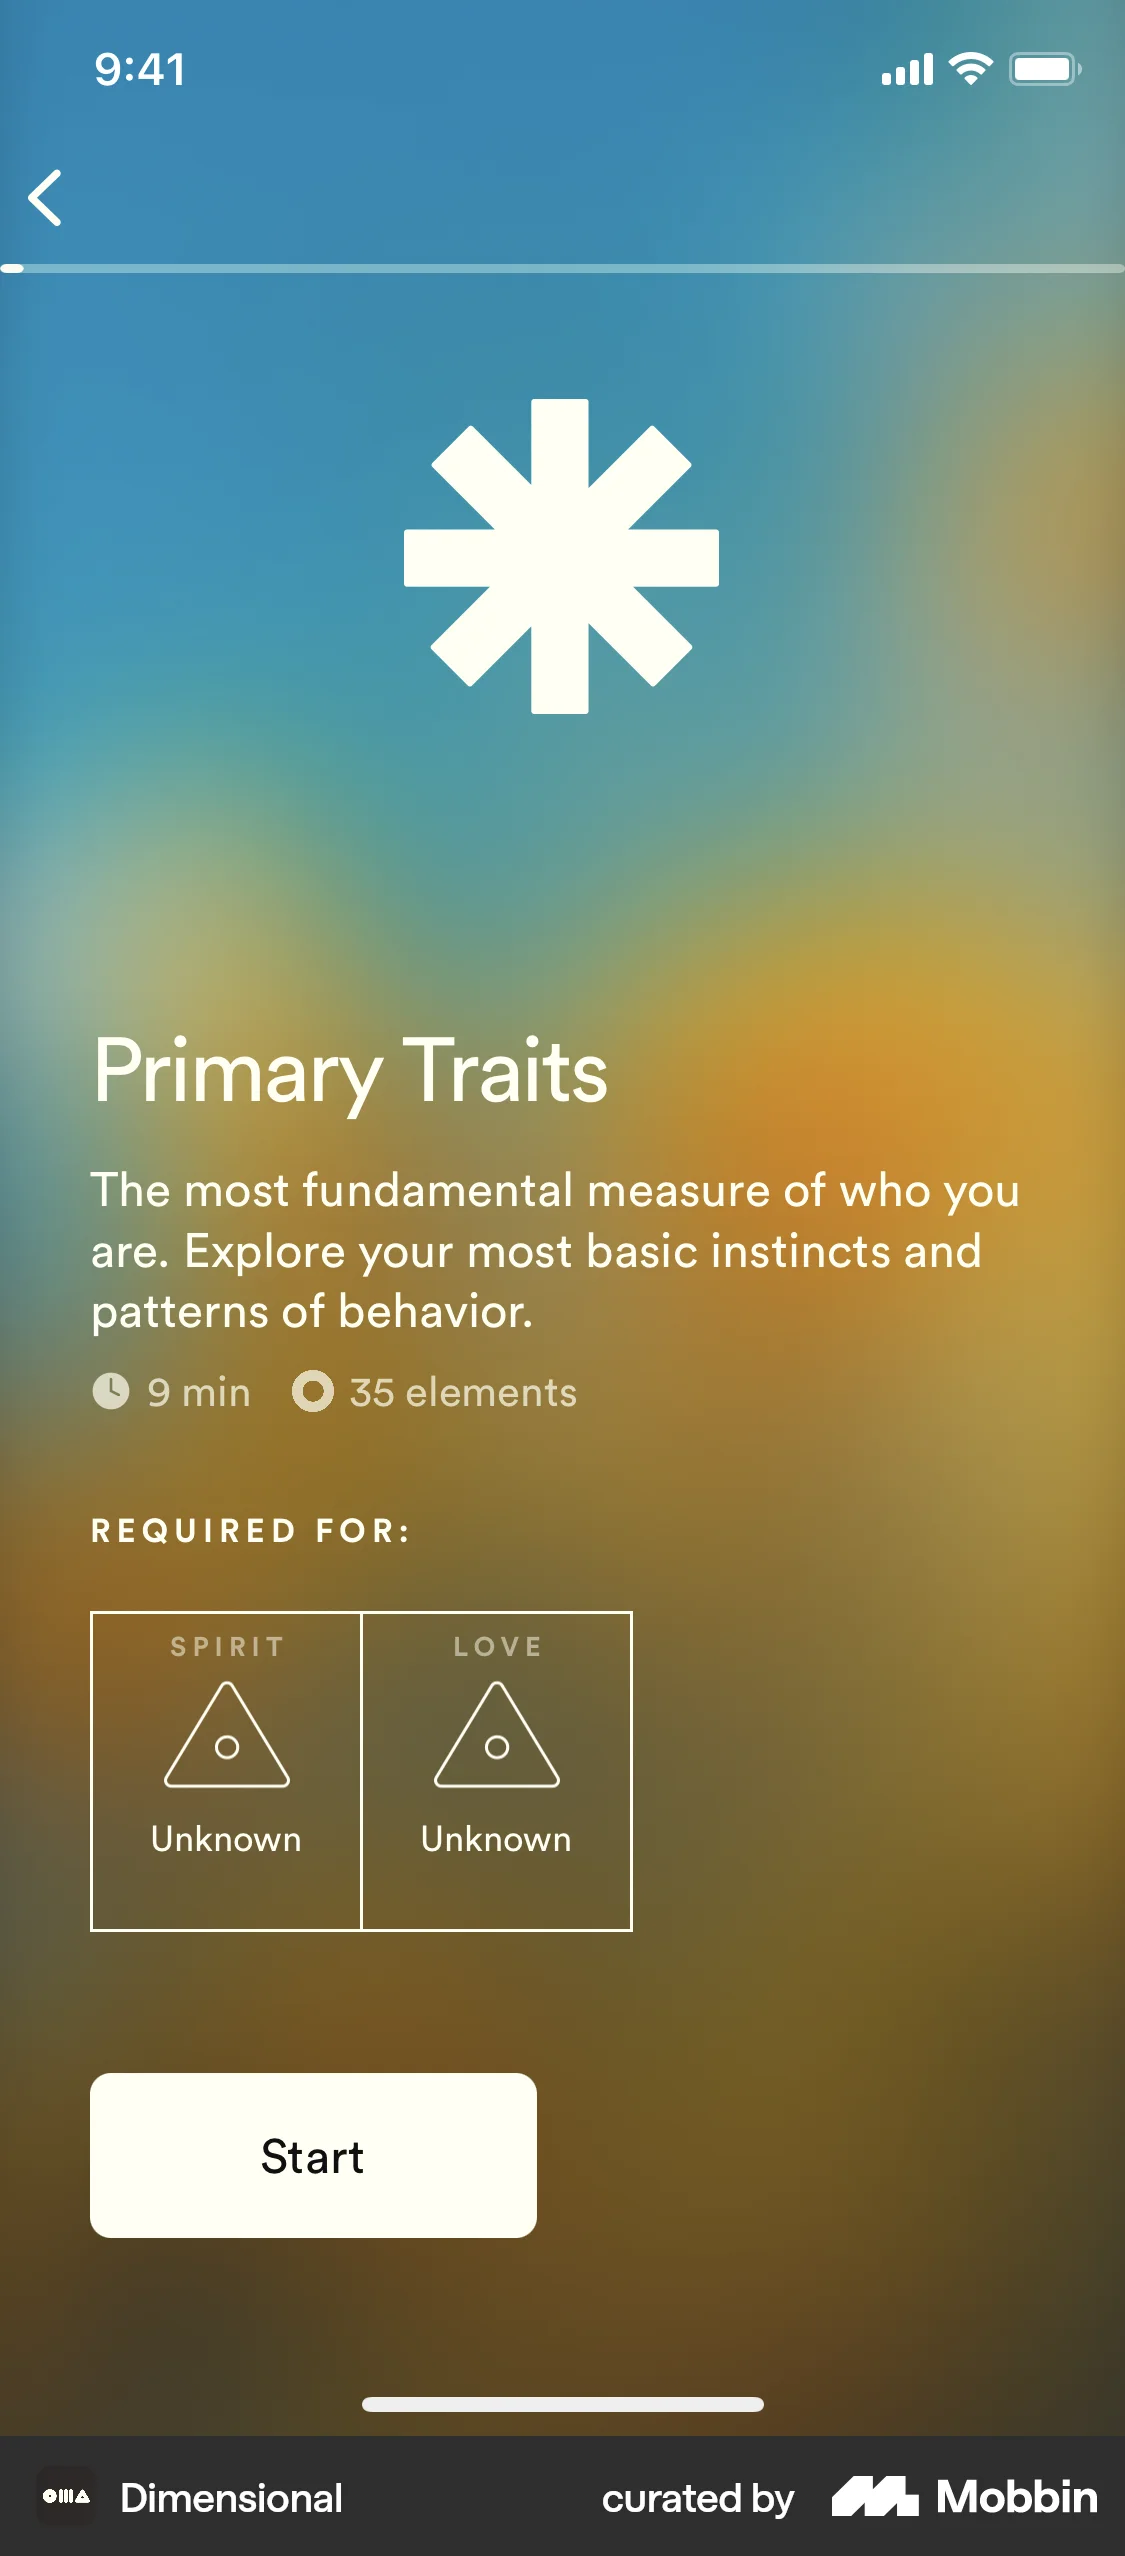 9:41
Primary Traits
The most fundamental measure of who you
are. Explore your most basic instincts and
patterns of behavior.
9 min 35 elements
REQUIRED FOR:
SPIRIT LOVE
Unknown Unknown
Start
Dimensional curated by Mobbin